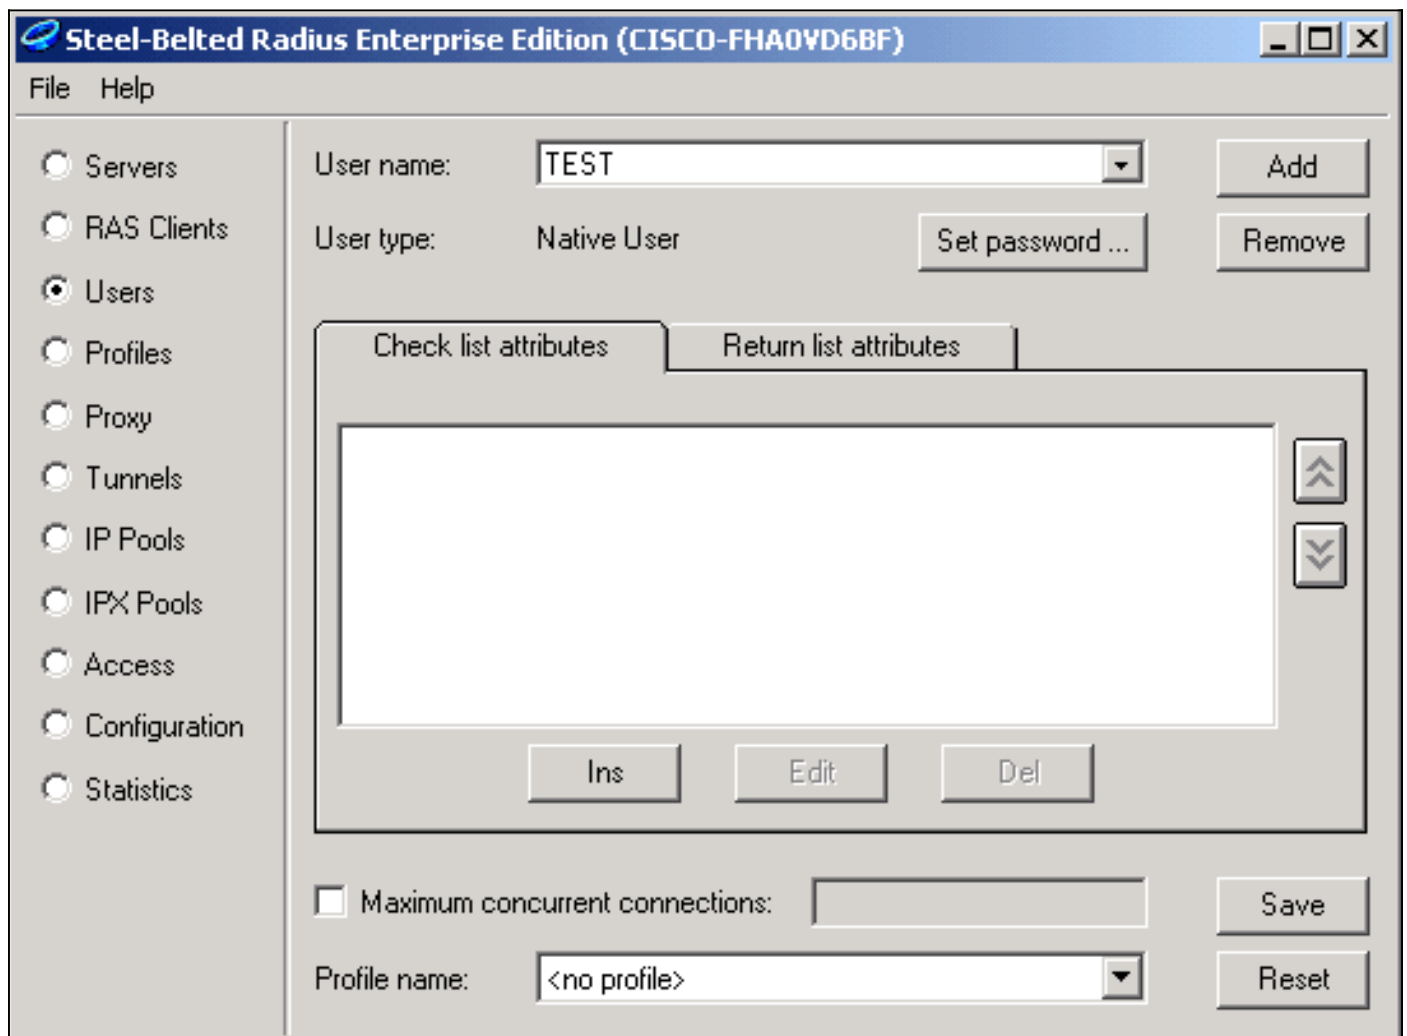 Steel-Belted Radius Enterprise Edition (CISCO-FHA0VD6BF)
File Help
Servers
RAS Clients
Users
Profiles
Proxy
Tunnels
IP Pools
IPX Pools
Access
Configuration
Statistics
User name: TEST Add
User type: Native User Set password ... Remove
Check list attributes Return list attributes
Ins Edit Del
Maximum concurrent connections: Save
Profile name: <no profile> Reset